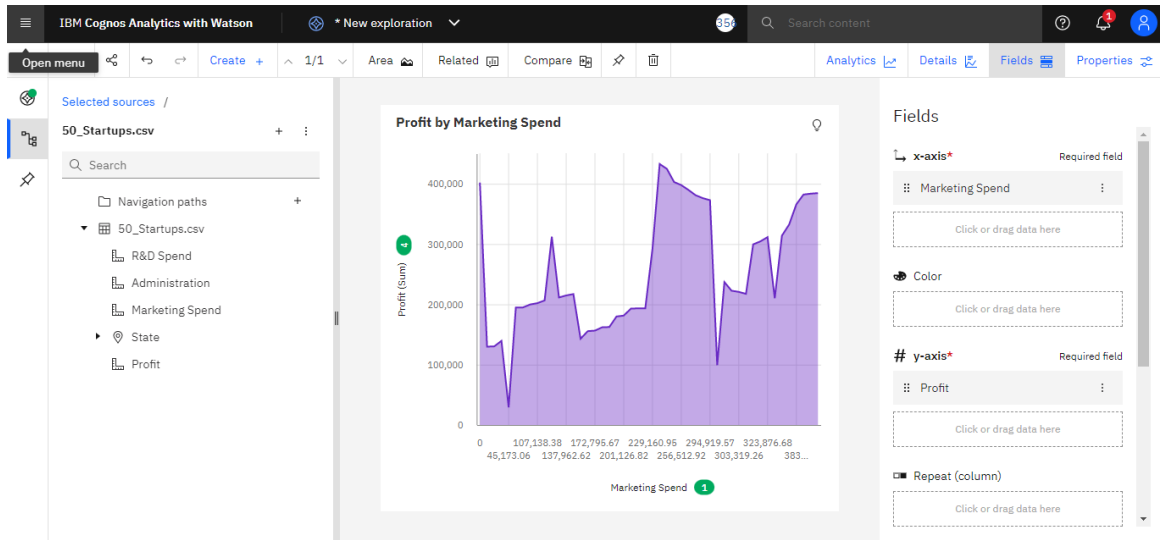 IBM Cognos Analytics with Watson
* New exploration
356
Search content
1
Open menu
Create +
1/1
Area
Related
Compare
Analytics
Details
Fields
Properties
Selected sources /
50_Startups.csv
Search
Navigation paths
50_Startups.csv
R&D Spend
Administration
Marketing Spend
State
Profit
Profit by Marketing Spend
400,000
300,000
200,000
100,000
0
Profit (Sum)
0 107,138.38 172,795.67 229,160.95 294,919.57 323,876.68
45,173.06 137,962.62 201,126.82 256,512.92 303,319.26 383...
Marketing Spend 1
Fields
x-axis* Required field
Marketing Spend
Click or drag data here
Color
Click or drag data here
# y-axis* Required field
Profit
Click or drag data here
Repeat (column)
Click or drag data here